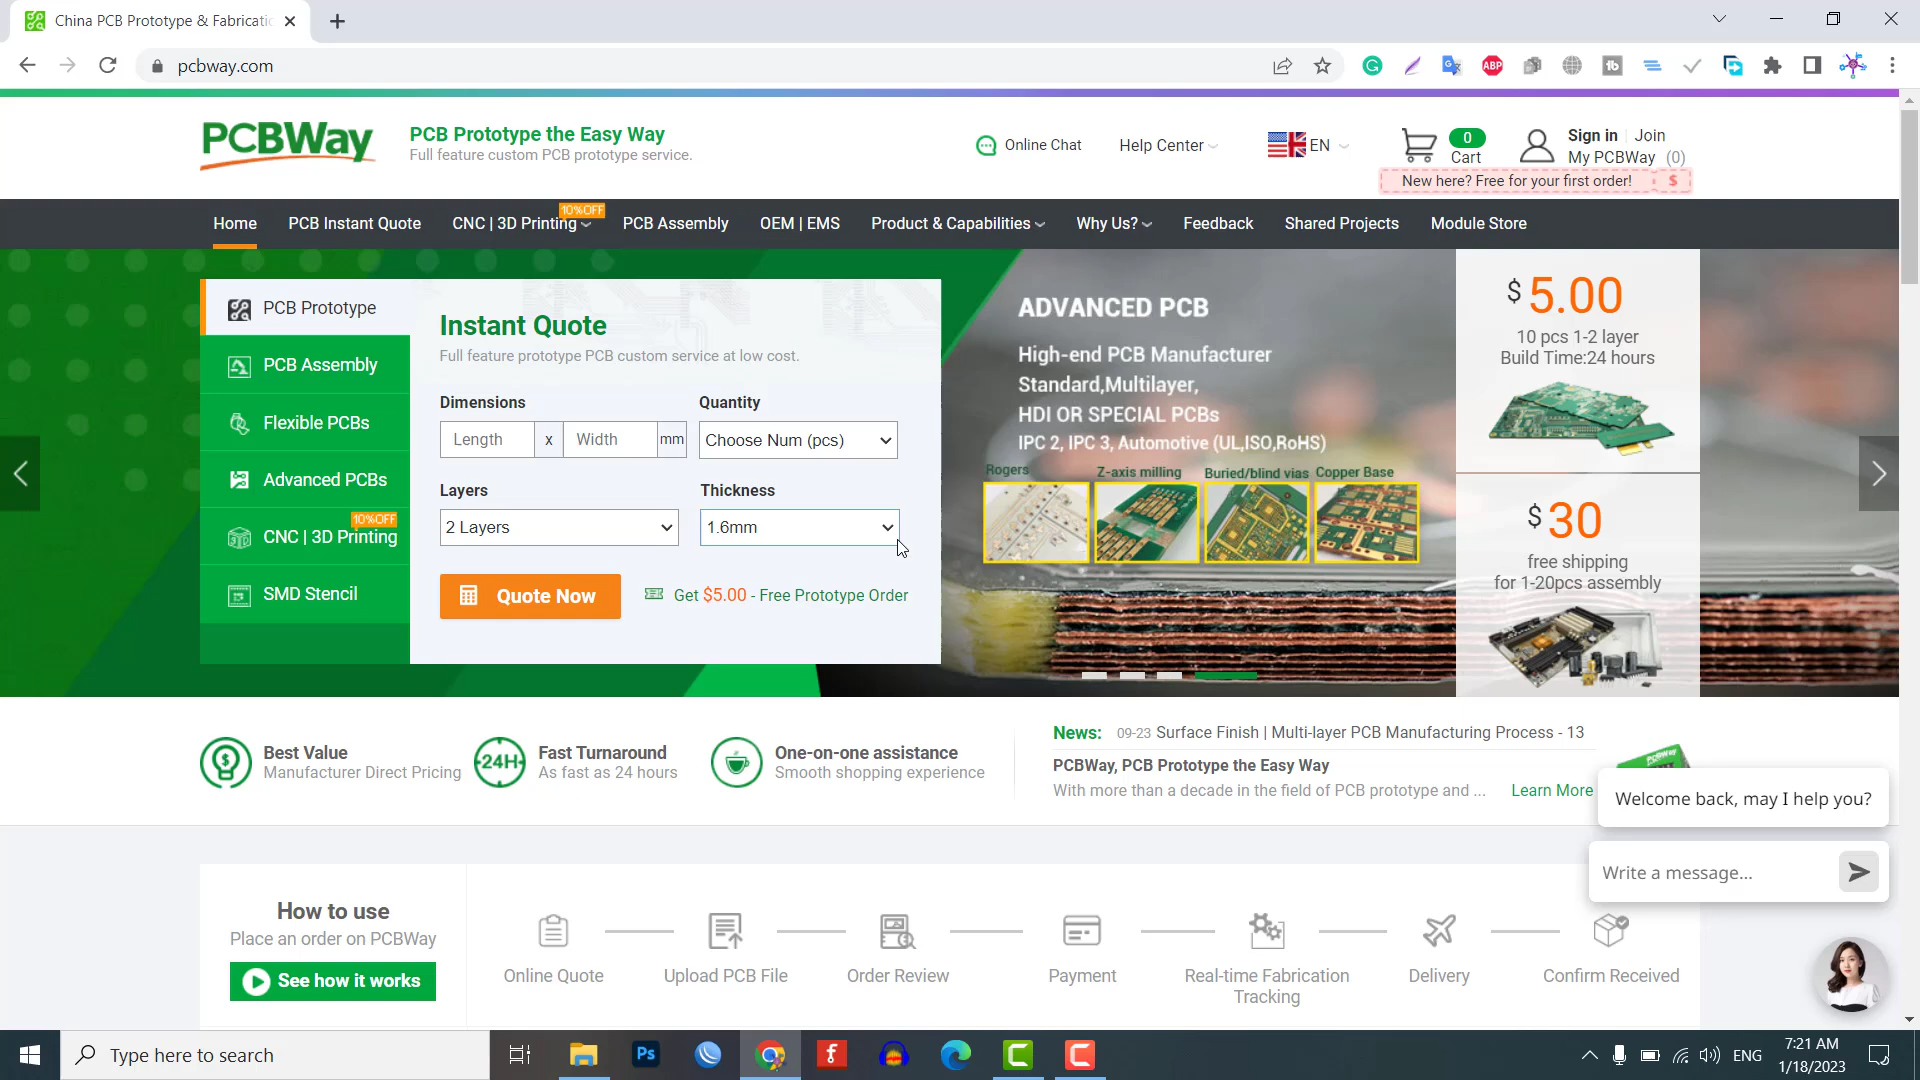 China PCB Prototype & Fabricati
pcbway.com
PCBWay
PCB Prototype the Easy Way
Full feature custom PCB prototype service.
Online Chat
Help Center
EN
0
Cart
Sign in | Join
My PCBWay (0)
New here? Free for your first order! $
Home
PCB Instant Quote
CNC | 3D Printing
10%OFF
PCB Assembly
OEM | EMS
Product & Capabilities
Why Us?
Feedback
Shared Projects
Module Store
PCB Prototype
PCB Assembly
Flexible PCBs
Advanced PCBs
10%OFF
CNC | 3D Printing
SMD Stencil
Instant Quote
Full feature prototype PCB custom service at low cost.
Dimensions
Quantity
Length x Width mm
Choose Num (pcs)
Layers
Thickness
2 Layers
1.6mm
Quote Now
Get $5.00 - Free Prototype Order
ADVANCED PCB
High-end PCB Manufacturer
Standard,Multilayer,
HDI OR SPECIAL PCBs
IPC 2, IPC 3, Automotive (UL,ISO,RoHS)
Rogers
Z-axis milling
Buried/blind vias
Copper Base
$5.00
10 pcs 1-2 layer
Build Time:24 hours
$30
free shipping
for 1-20pcs assembly
Best Value
Manufacturer Direct Pricing
24H
Fast Turnaround
As fast as 24 hours
One-on-one assistance
Smooth shopping experience
News: 09-23 Surface Finish | Multi-layer PCB Manufacturing Process - 13
PCBWay, PCB Prototype the Easy Way
With more than a decade in the field of PCB prototype and ... Learn More
PCBWay
Welcome back, may I help you?
Write a message...
How to use
Place an order on PCBWay
See how it works
Online Quote
Upload PCB File
Order Review
Payment
Real-time Fabrication
Tracking
Delivery
Confirm Received
Type here to search
Ps
ENG
7:21 AM
1/18/2023